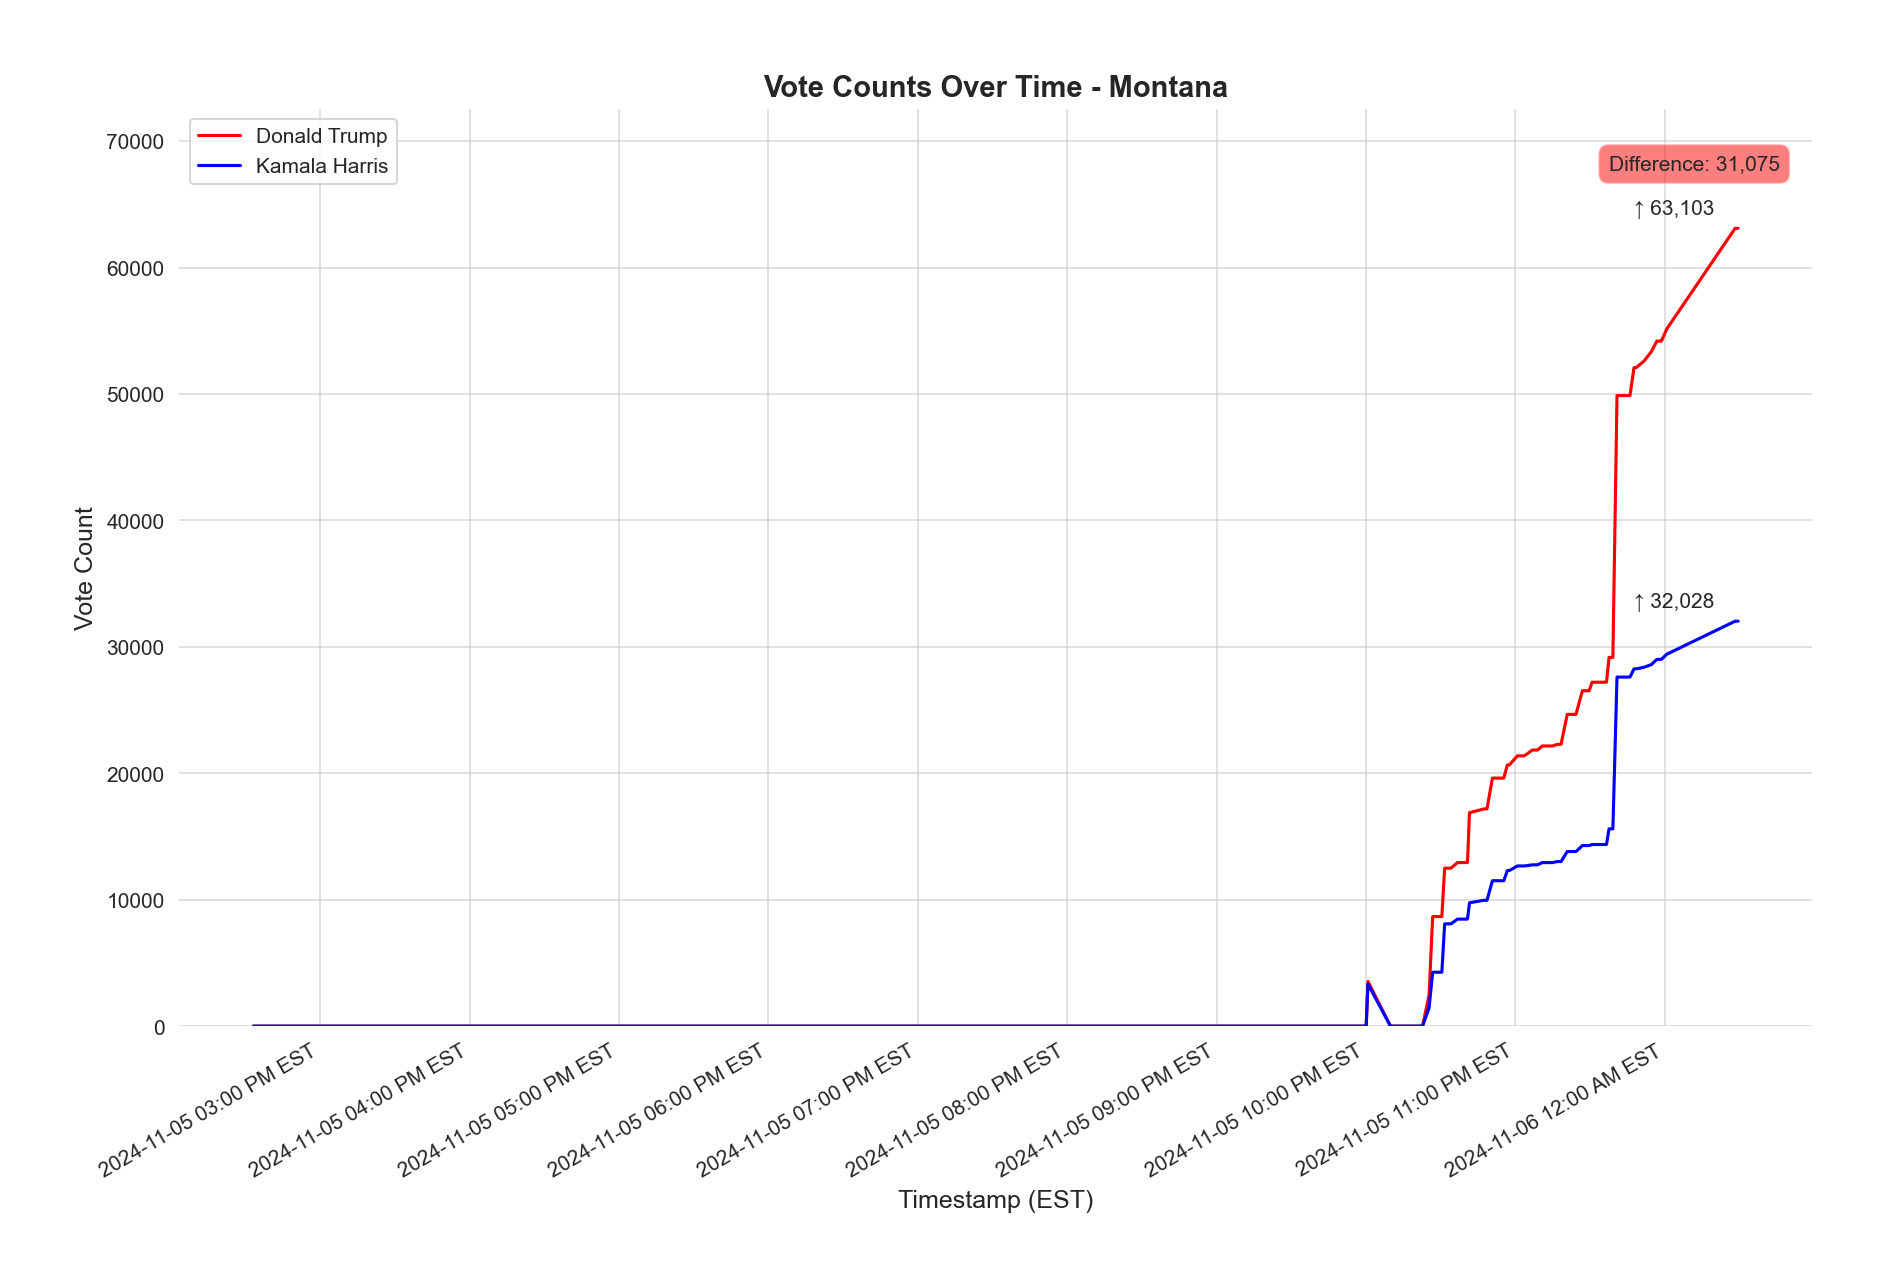 Vote Counts Over Time - Montana
Donald Trump
Kamala Harris
Difference: 31,075
↑ 63,103
↑ 32,028
Vote Count
70000
60000
50000
40000
30000
20000
10000
0
2024-11-05 03:00 PM EST
2024-11-05 04:00 PM EST
2024-11-05 05:00 PM EST
2024-11-05 06:00 PM EST
2024-11-05 07:00 PM EST
2024-11-05 08:00 PM EST
2024-11-05 09:00 PM EST
2024-11-05 10:00 PM EST
2024-11-05 11:00 PM EST
2024-11-06 12:00 AM EST
Timestamp (EST)